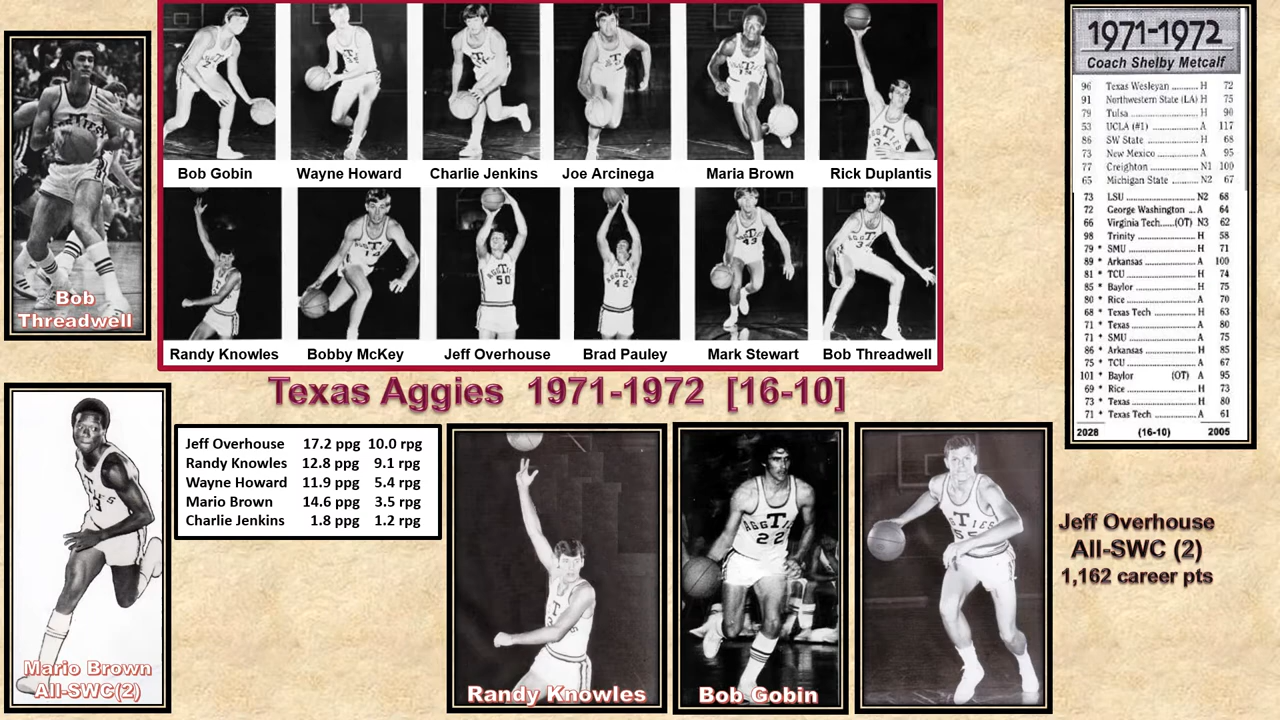 Bob Gobin
Wayne Howard
Charlie Jenkins
Joe Arcinega
Maria Brown
Rick Duplantis
Randy Knowles
Bobby McKey
Jeff Overhouse
Brad Pauley
Mark Stewart
Bob Threadwell
Bob
Threadwell
Texas Aggies 1971-1972 [16-10]
Jeff Overhouse 17.2 ppg 10.0 rpg
Randy Knowles 12.8 ppg 9.1 rpg
Wayne Howard 11.9 ppg 5.4 rpg
Mario Brown 14.6 ppg 3.5 rpg
Charlie Jenkins 1.8 ppg 1.2 rpg
Mario Brown
All-SWC(2)
Randy Knowles
AGGTIES
22
Bob Gobin
Jeff Overhouse
All-SWC (2)
1,162 career pts
1971-1972
Coach Shelby Metcalf
96 Texas Wesleyan ........... H 72
91 Northwestern State (LA) H 75
79 Tulsa ........... H 90
53 UCLA (#1) ........... A 117
86 SW State ........... H 68
73 New Mexico ........... A 95
77 Creighton ........... N1 100
65 Michigan State ........... N2 67
73 LSU ........... N2 68
72 George Washington ... A 64
66 Virginia Tech......(OT) N3 62
98 Trinity ........... H 58
79 * SMU ........... H 71
89 * Arkansas ........... A 100
81 * TCU ........... H 74
85 * Baylor ........... H 75
80 * Rice ........... A 70
68 * Texas Tech ........... H 63
71 * Texas ........... A 80
71 * SMU ........... A 75
86 * Arkansas ........... H 85
75 * TCU ........... A 67
101 * Baylor (OT) A 95
69 * Rice ........... H 73
73 * Texas ........... H 80
71 * Texas Tech ........... A 61
2028 (16-10) 2005